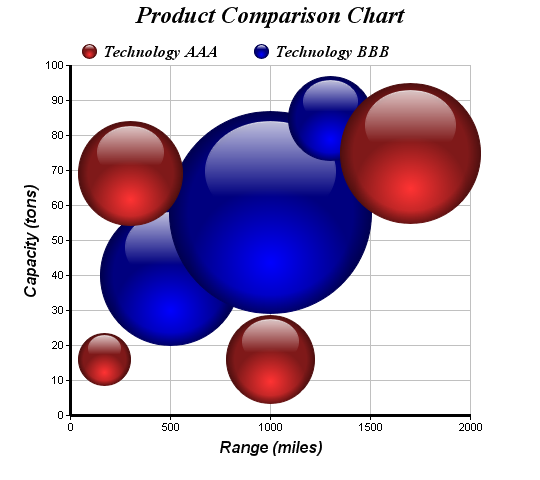 Product Comparison Chart
Technology AAA Technology BBB
100
90
80
70
60
50
40
30
20
10
0
Capacity (tons)
0 500 1000 1500 2000
Range (miles)